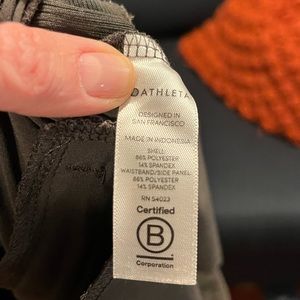 ATHLETA
DESIGNED IN
SAN FRANCISCO
MADE IN INDONESIA
SHELL:
86% POLYESTER
14% SPANDEX
WAISTBAND/SIDE PANEL:
86% POLYESTER
14% SPANDEX
RN 54023
Certified
B
Corporation